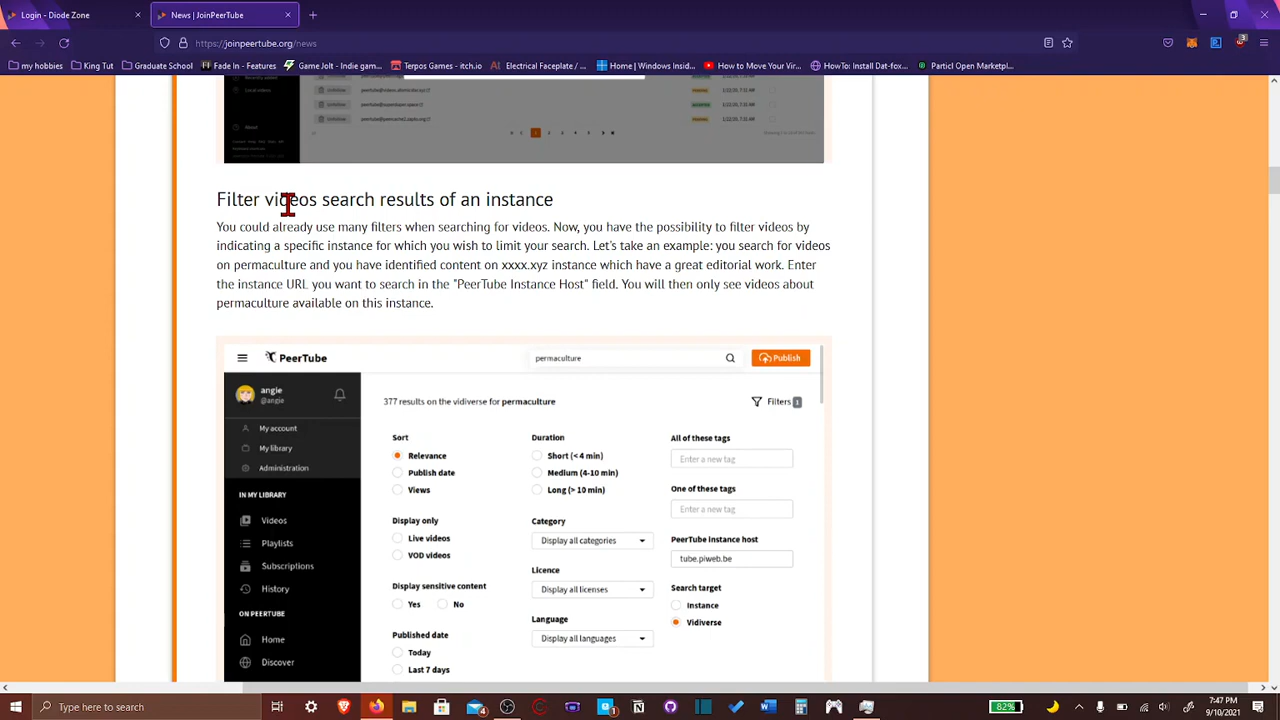 Login - Diode Zone
News | JoinPeerTube
https://joinpeertube.org/news
my hobbies
King Tut
Graduate School
Fade In - Features
Game Jolt - Indie gam...
Terpos Games - itch.io
Electrical Faceplate /...
Home | Windows Insid...
How to Move Your Vir...
HowTo: Install Dat-fox...
Particl Open Marketpl...
Recently added
Local videos
About
Unfollow
Unfollow
Unfollow
Filter videos search results of an instance
You could already use many filters when searching for videos. Now, you have the possibility to filter videos by
indicating a specific instance for which you wish to limit your search. Let's take an example: you search for videos
on permaculture and you have identified content on xxxx.xyz instance which have a great editorial work. Enter
the instance URL you want to search in the "PeerTube Instance Host" field. You will then only see videos about
permaculture available on this instance.
PeerTube
permaculture
Publish
angie
@angie
My account
My library
Administration
IN MY LIBRARY
Videos
Playlists
Subscriptions
History
ON PEERTUBE
Home
Discover
377 results on the vidiverse for permaculture
Filters 1
Sort
Relevance
Publish date
Views
Display only
Live videos
VOD videos
Display sensitive content
Yes No
Published date
Today
Last 7 days
Duration
Short (< 4 min)
Medium (4-10 min)
Long (> 10 min)
Category
Display all categories
Licence
Display all licenses
Language
Display all languages
All of these tags
Enter a new tag
One of these tags
Enter a new tag
PeerTube instance host
tube.piweb.be
Search target
Instance
Vidiverse
Type here to search
82%
7:47 PM
9/10/2021